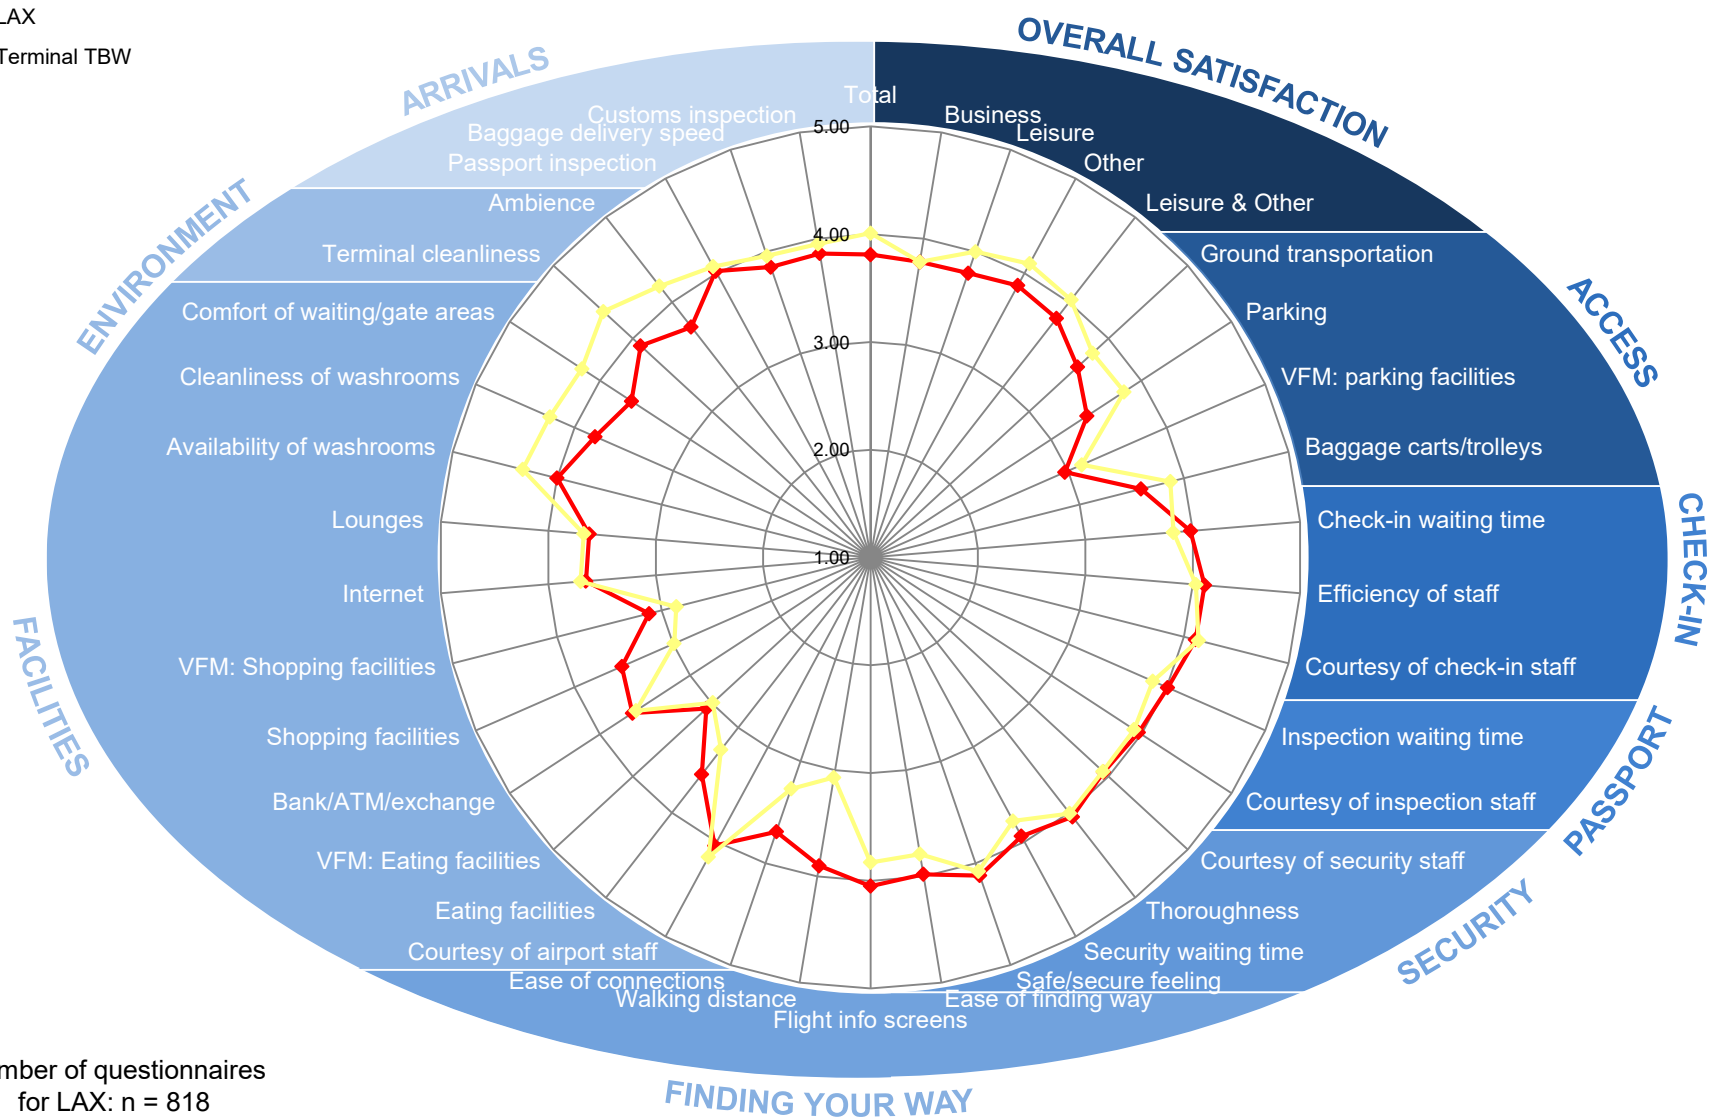 LAX
Terminal TBW
OVERALL SATISFACTION
ARRIVALS
Total
Customs inspection
Business
Baggage delivery speed
Leisure
5.00
Passport inspection
Other
ENVIRONMENT
Ambience
Leisure & Other
4.00
Terminal cleanliness
Ground transportation
ACCESS
Comfort of waiting/gate areas
Parking
3.00
Cleanliness of washrooms
VFM: parking facilities
Availability of washrooms
Baggage carts/trolleys
2.00
Lounges
Check-in waiting time
CHECK-IN
1.00
Internet
Efficiency of staff
FACILITIES
VFM: Shopping facilities
Courtesy of check-in staff
Shopping facilities
Inspection waiting time
PASSPORT
Bank/ATM/exchange
Courtesy of inspection staff
VFM: Eating facilities
Courtesy of security staff
Eating facilities
Thoroughness
SECURITY
Courtesy of airport staff
Security waiting time
Ease of connections
Safe/secure feeling
Walking distance
Ease of finding way
Flight info screens
FINDING YOUR WAY
mber of questionnaires
for LAX: n = 818